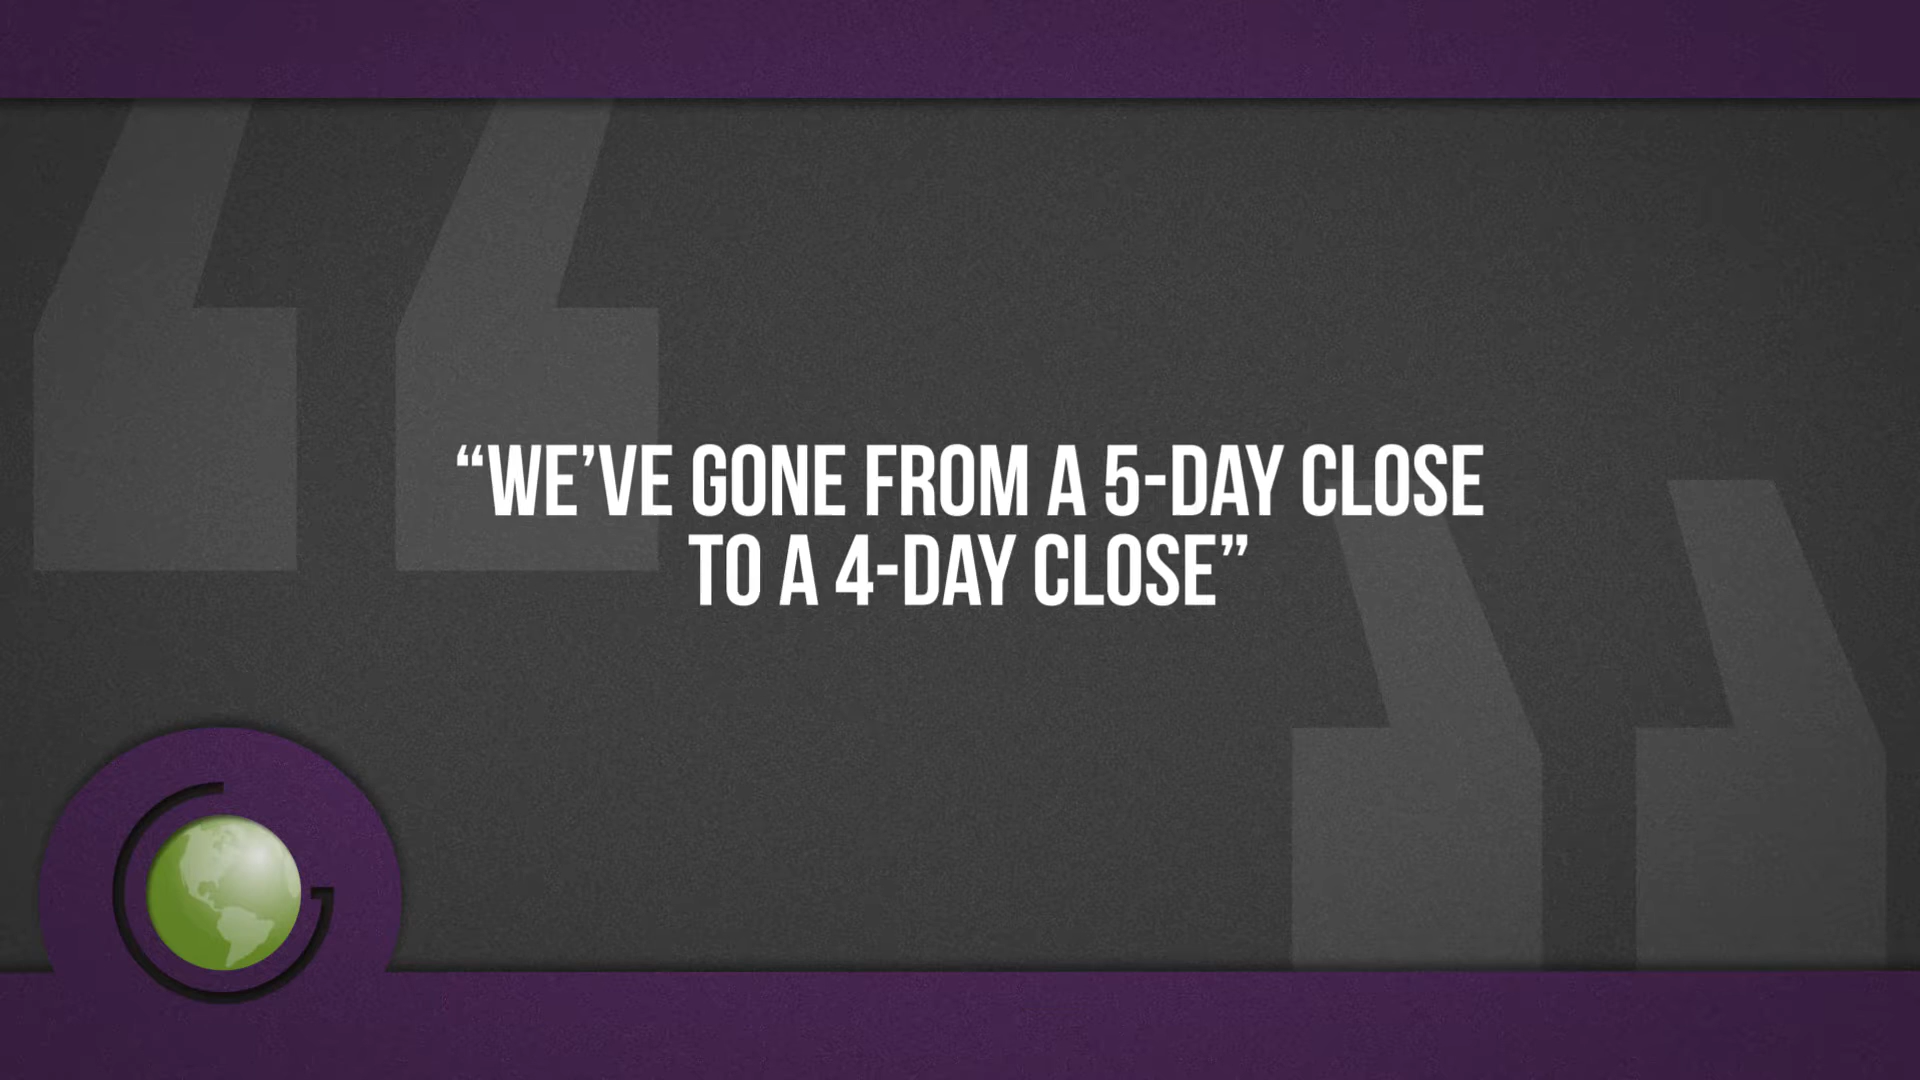 “WE’VE GONE FROM A 5-DAY CLOSE
TO A 4-DAY CLOSE”